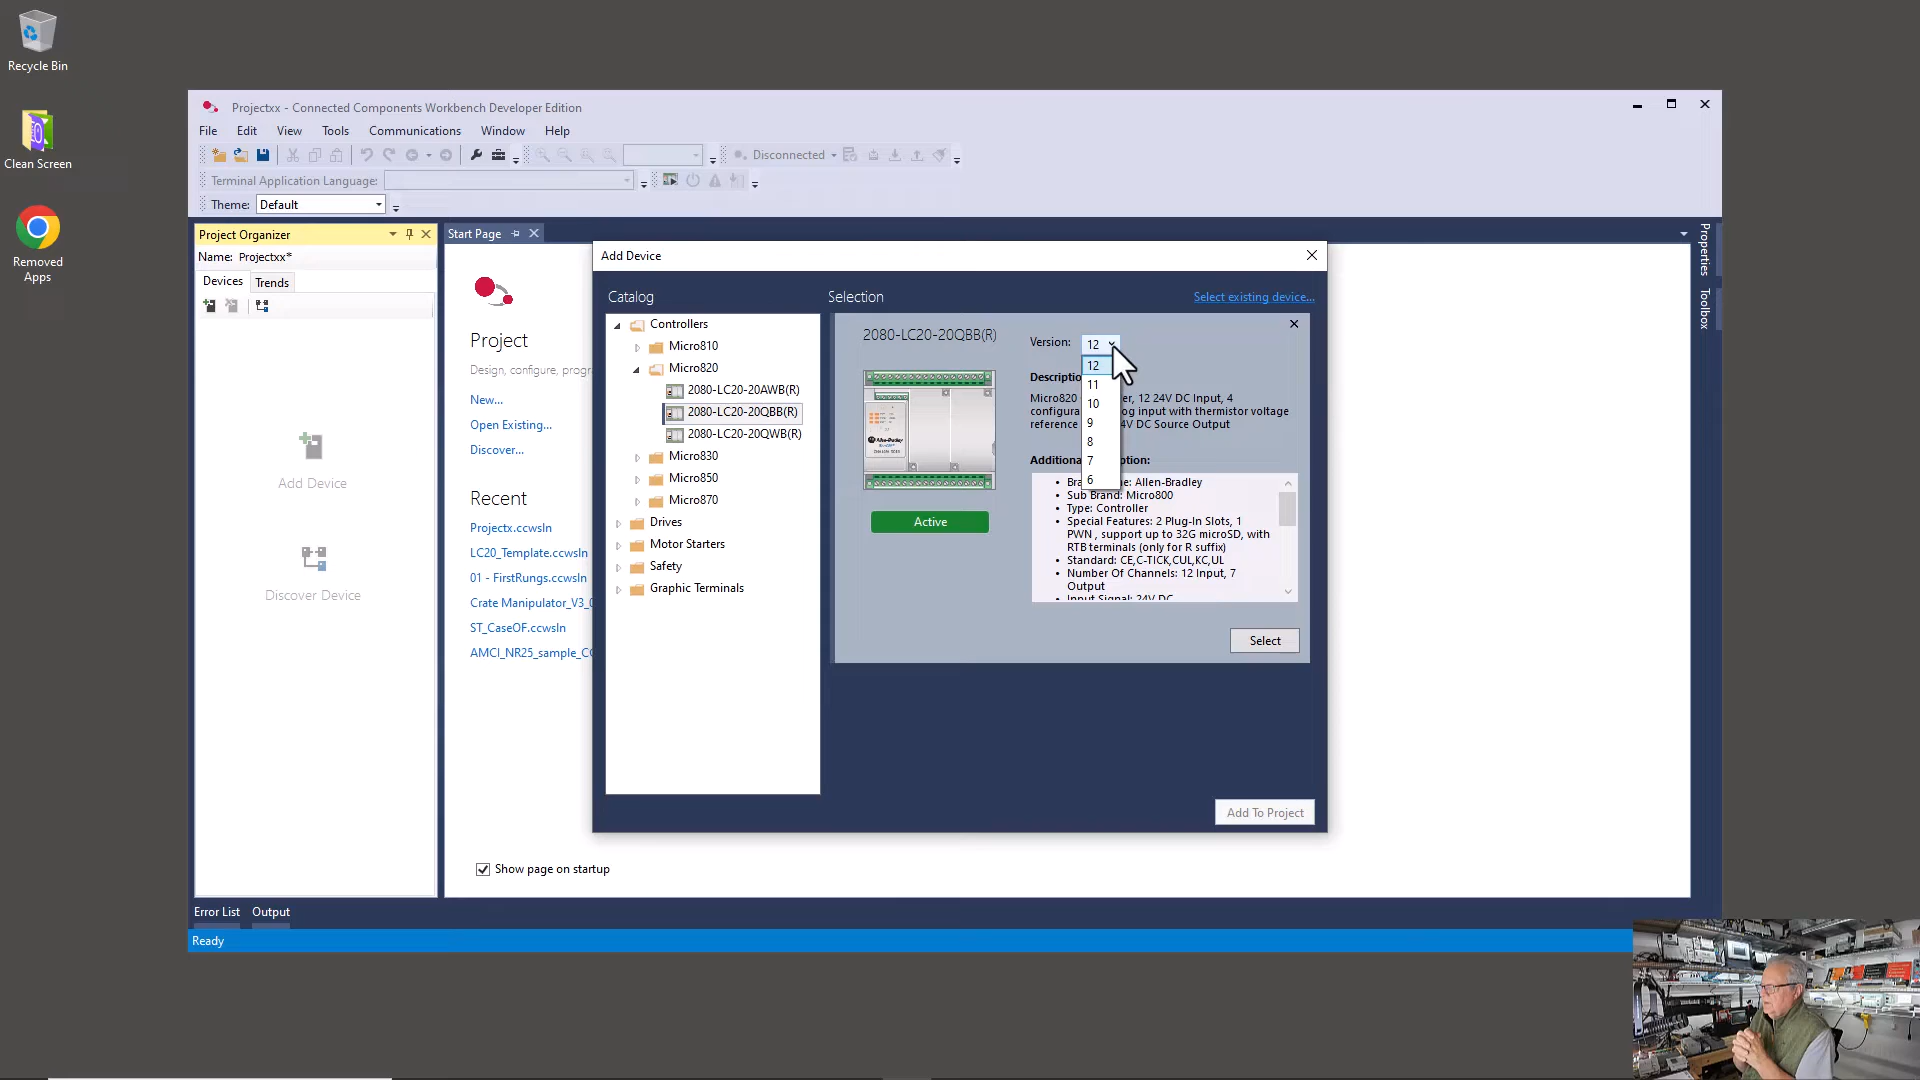 Recycle Bin
Clean Screen
Removed
Apps
Projectxx - Connected Components Workbench Developer Edition
File Edit View Tools Communications Window Help
Disconnected
Terminal Application Language:
Theme: Default
Project Organizer
Name: Projectxx*
Devices Trends
Add Device
Discover Device
Start Page
Project
Design, configure, progr
New...
Open Existing...
Discover...
Recent
Projectx.ccwsln
LC20_Template.ccwsln
01 - FirstRungs.ccwsln
Crate Manipulator_V3_0
ST_CaseOF.ccwsln
AMCI_NR25_sample_CC
Show page on startup
Add Device
Catalog
Controllers
Micro810
Micro820
2080-LC20-20AWB(R)
2080-LC20-20QBB(R)
2080-LC20-20QWB(R)
Micro830
Micro850
Micro870
Drives
Motor Starters
Safety
Graphic Terminals
Selection
Select existing device...
2080-LC20-20QBB(R)
Allen-Bradley
Active
Version: 12
12
11
10
9
8
7
6
Descriptio
Micro820 er, 12 24V DC Input, 4
configura og input with thermistor voltage
reference 4V DC Source Output
Additiona ption:
Bra ne: Allen-Bradley
Sub Brand: Micro800
Type: Controller
Special Features: 2 Plug-In Slots, 1
PWN , support up to 32G microSD, with
RTB terminals (only for R suffix)
Standard: CE,C-TICK,CUL,KC,UL
Number Of Channels: 12 Input, 7
Output
Input Signal: 24V DC
Select
Add To Project
Properties
Toolbox
Error List Output
Ready